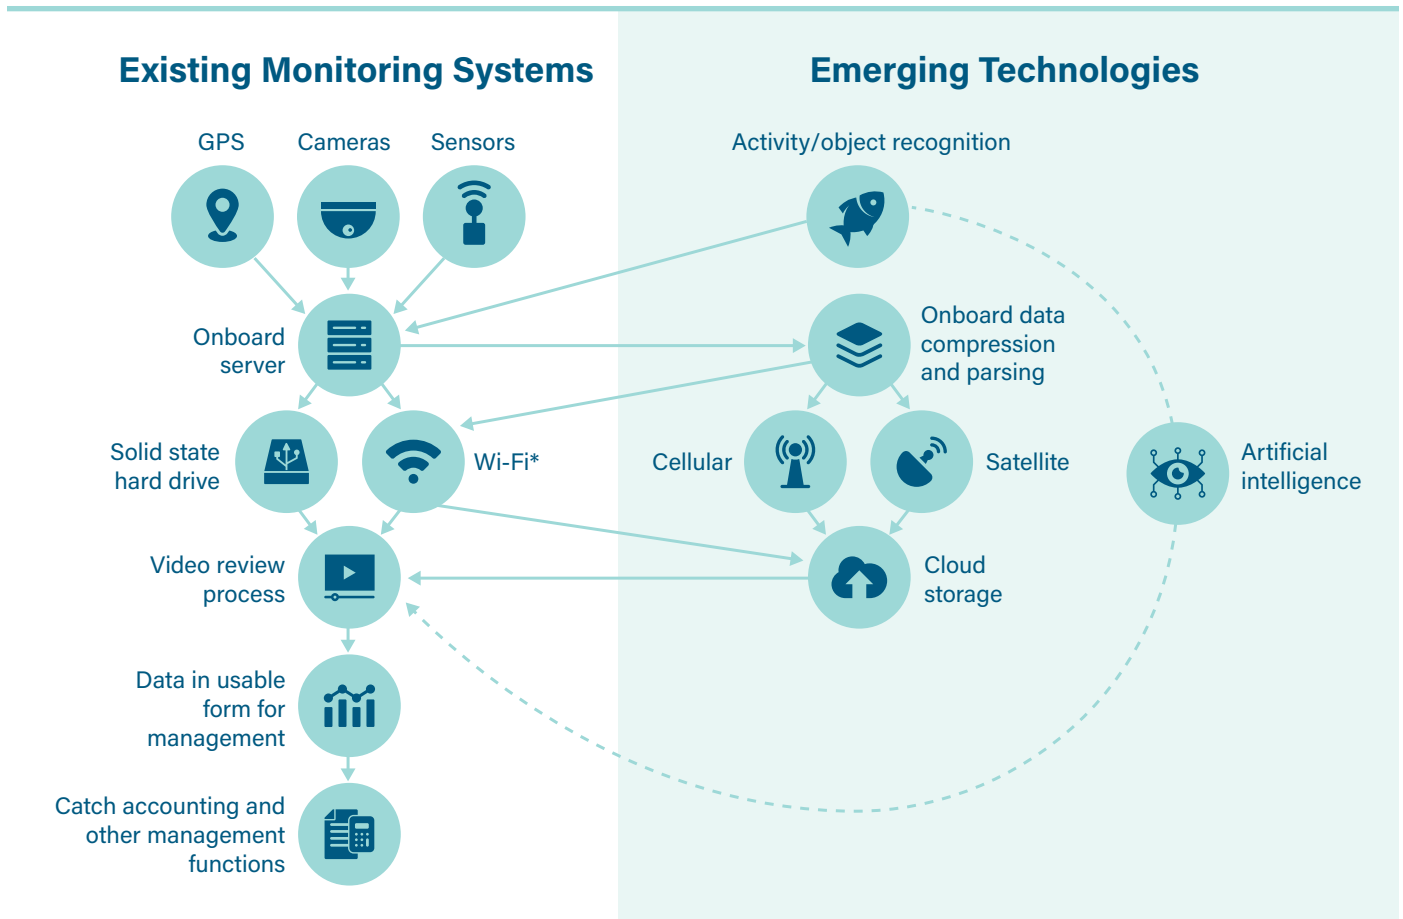 Existing Monitoring Systems
Emerging Technologies
GPS
Cameras
Sensors
Activity/object recognition
Onboard
server
Onboard data
compression
and parsing
Solid state
hard drive
Wi-Fi*
Cellular
Satellite
Artificial
intelligence
Video review
process
Cloud
storage
Data in usable
form for
management
Catch accounting and
other management
functions